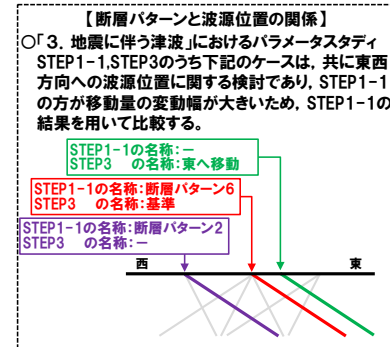 【断層パターンと波源位置の関係】
○「3．地震に伴う津波」におけるパラメータスタディ
STEP1-1,STEP3のうち下記のケースは，共に東西
方向への波源位置に関する検討であり，STEP1-1
の方が移動量の変動幅が大きいため，STEP1-1の
結果を用いて比較する。
STEP1-1の名称：－
STEP3　の名称：東へ移動
STEP1-1の名称：断層パターン6
STEP3　の名称：基準
STEP1-1の名称：断層パターン2
STEP3　の名称：－
西　東